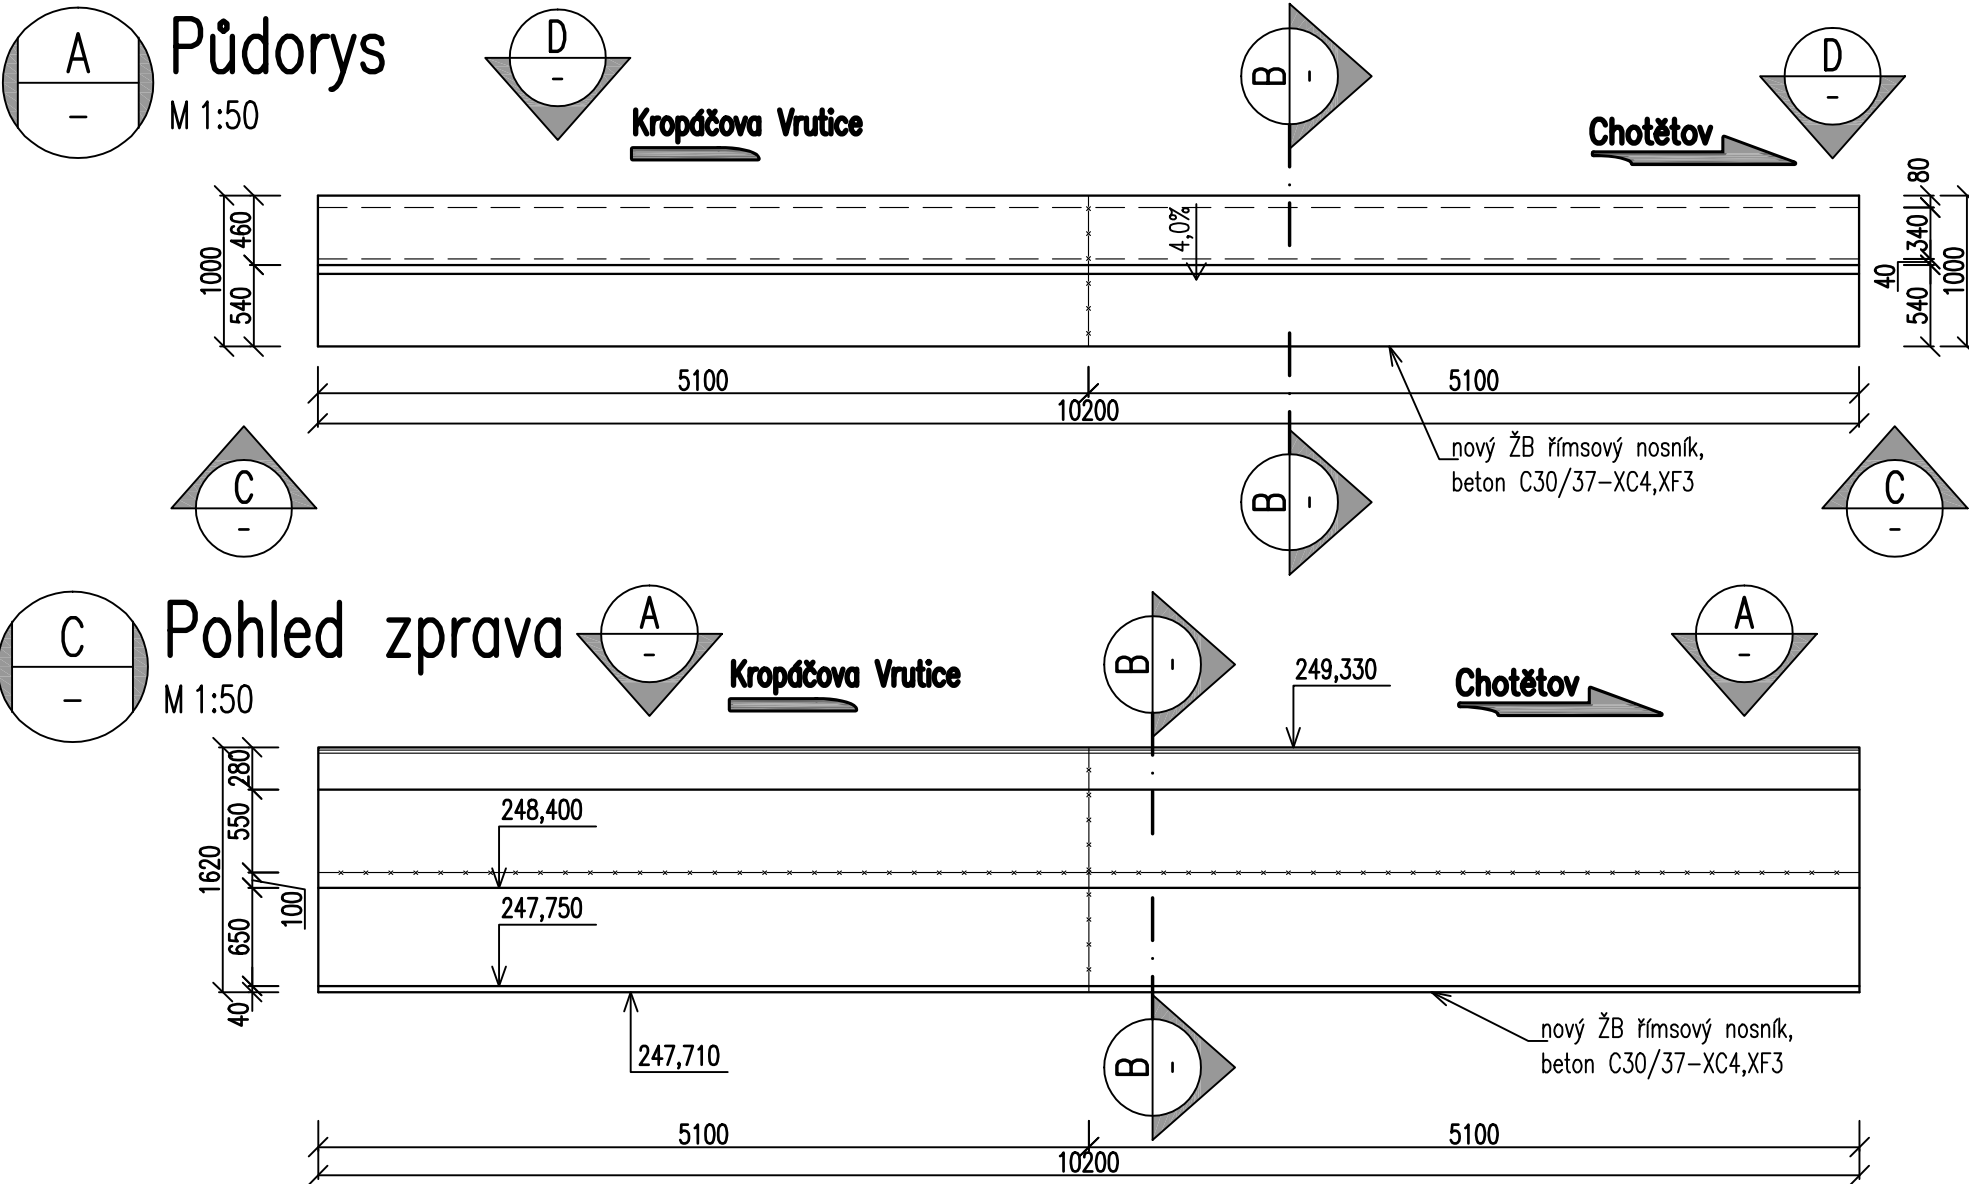 A
-
Půdorys
M 1:50
D
-
Kropáčova Vrutice
B
-
Chotětov
D
-
1000
460
540
4,0%
80
340
40
540
1000
5100
5100
10200
nový ŽB římsový nosník,
beton C30/37-XC4,XF3
C
-
B
-
C
-
C
-
Pohled zprava
M 1:50
A
-
Kropáčova Vrutice
B
-
249,330
Chotětov
A
-
280
550
1620
100
650
40
248,400
247,750
247,710
B
-
nový ŽB římsový nosník,
beton C30/37-XC4,XF3
5100
5100
10200